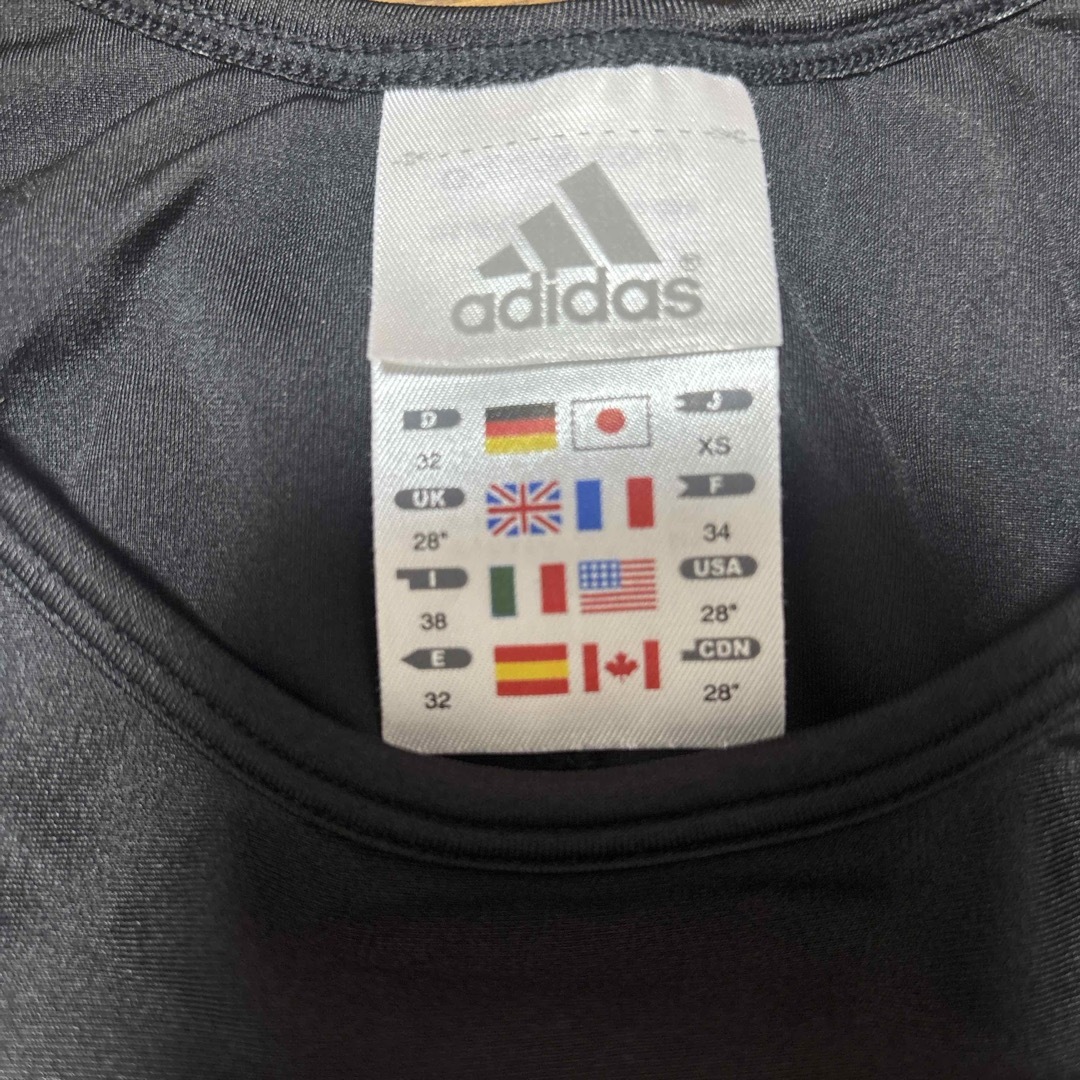 adidas®
D J
32 XS
UK F
28" 34
I USA
38 28"
E CDN
32 28"